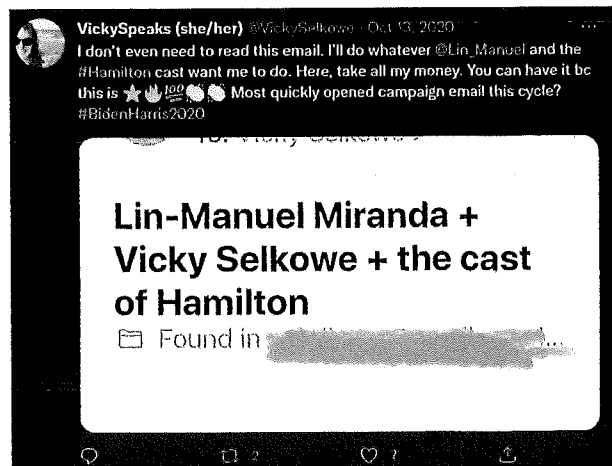 VickySpeaks (she/her) @VickySelkowe · Oct 13, 2020 ...
I don't even need to read this email. I'll do whatever @Lin_Manuel and the
#Hamilton cast want me to do. Here, take all my money. You can have it bc
this is ⭐🔥💯👏👏 Most quickly opened campaign email this cycle?
#BidenHarris2020
Lin-Manuel Miranda +
Vicky Selkowe + the cast
of Hamilton
Found in
2 7